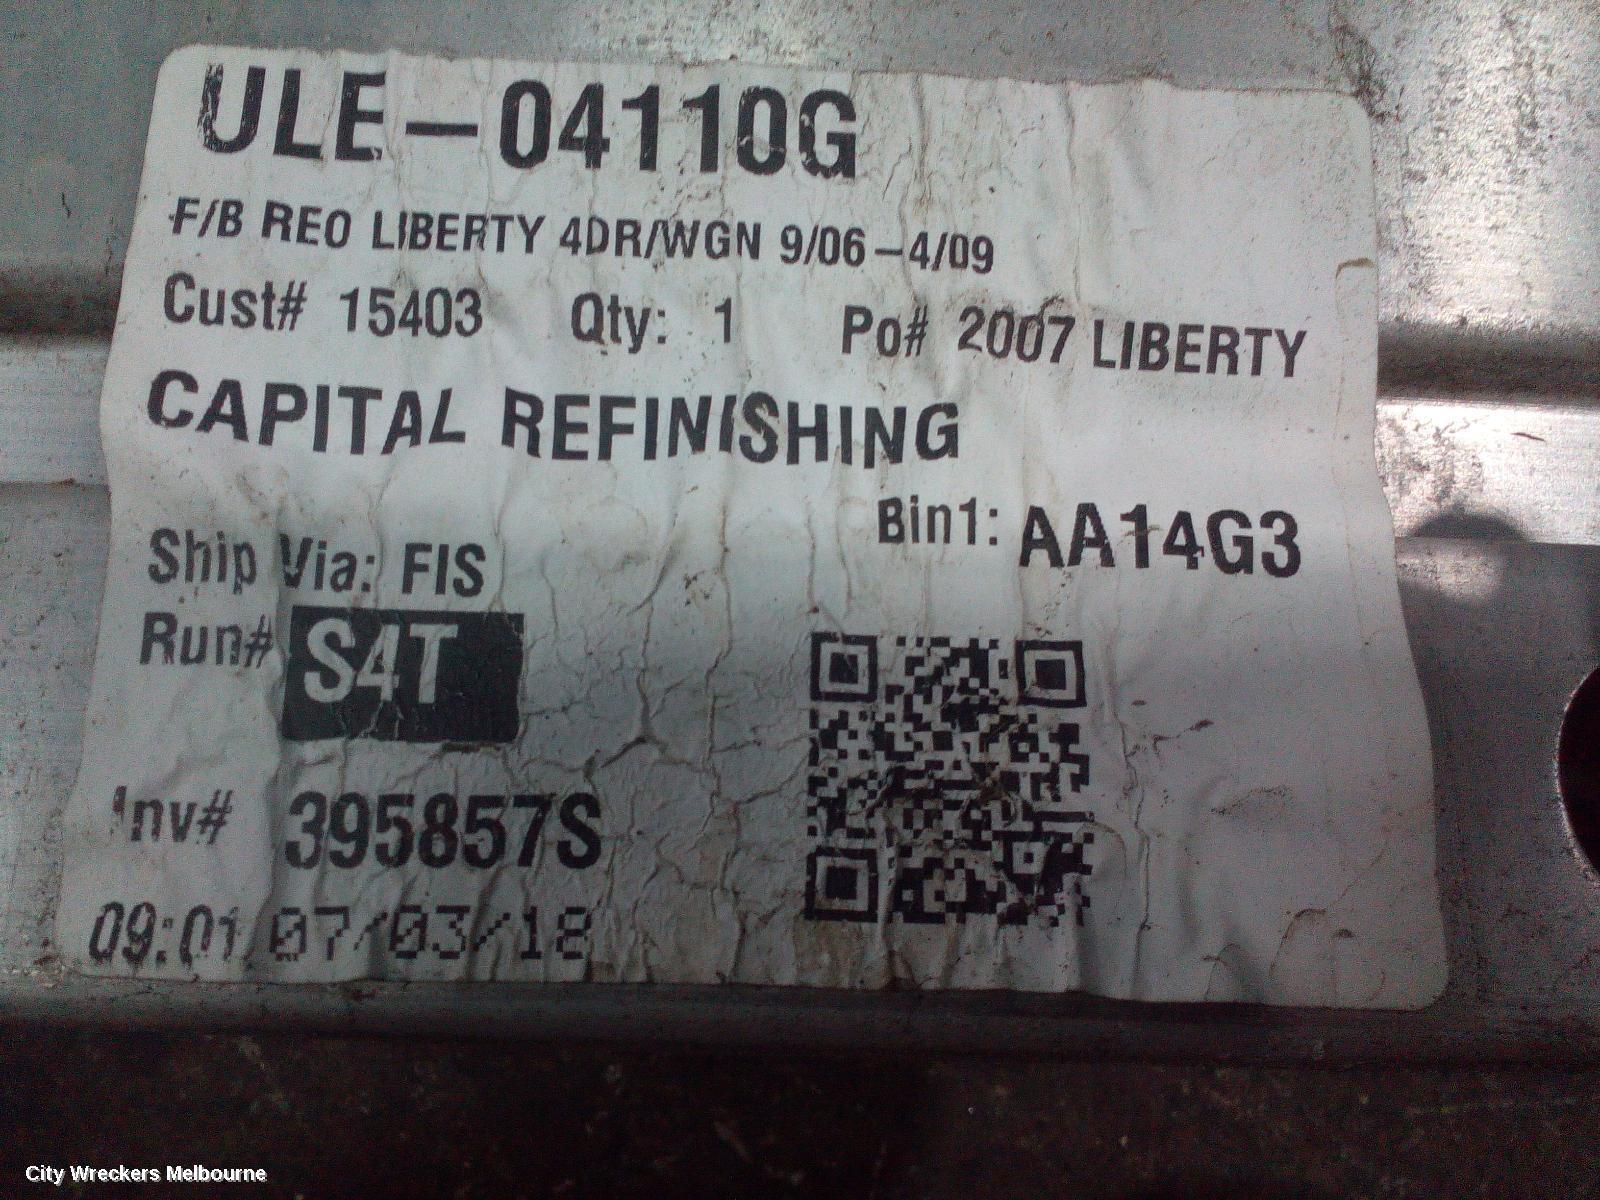 ULE-04110G
F/B REO LIBERTY 4DR/WGN 9/06-4/09
Cust# 15403 Qty: 1 Po# 2007 LIBERTY
CAPITAL REFINISHING
Bin1: AA14G3
Ship Via: FIS
Run# S4T
Inv# 395857S
09:01 07/03/18
City Wreckers Melbourne